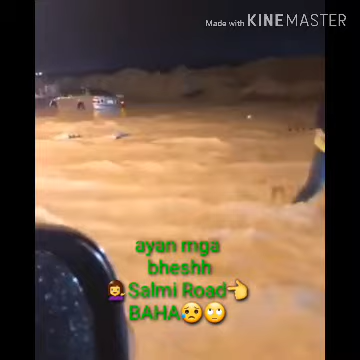 Made with KINEMASTER
ayan mga
bheshh
💁‍♀️Salmi Road👈
BAHA😥🙄